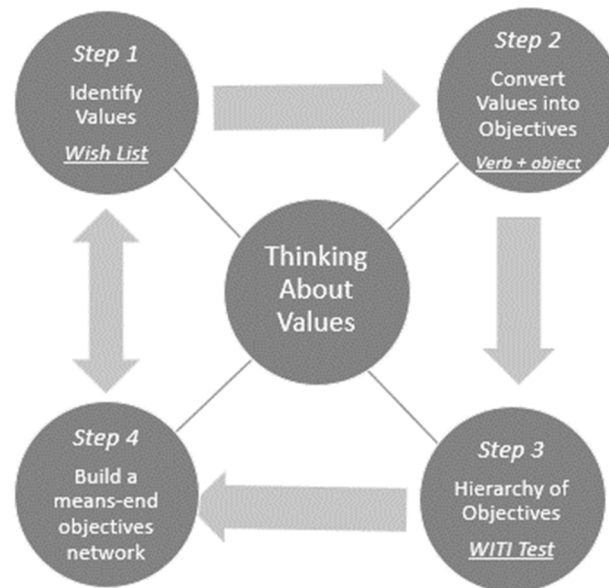 Step 1
Identify
Values
Wish List
Step 2
Convert
Values into
Objectives
Verb + object
Thinking
About
Values
Step 4
Build a
means-end
objectives
network
Step 3
Hierarchy of
Objectives
WITI Test